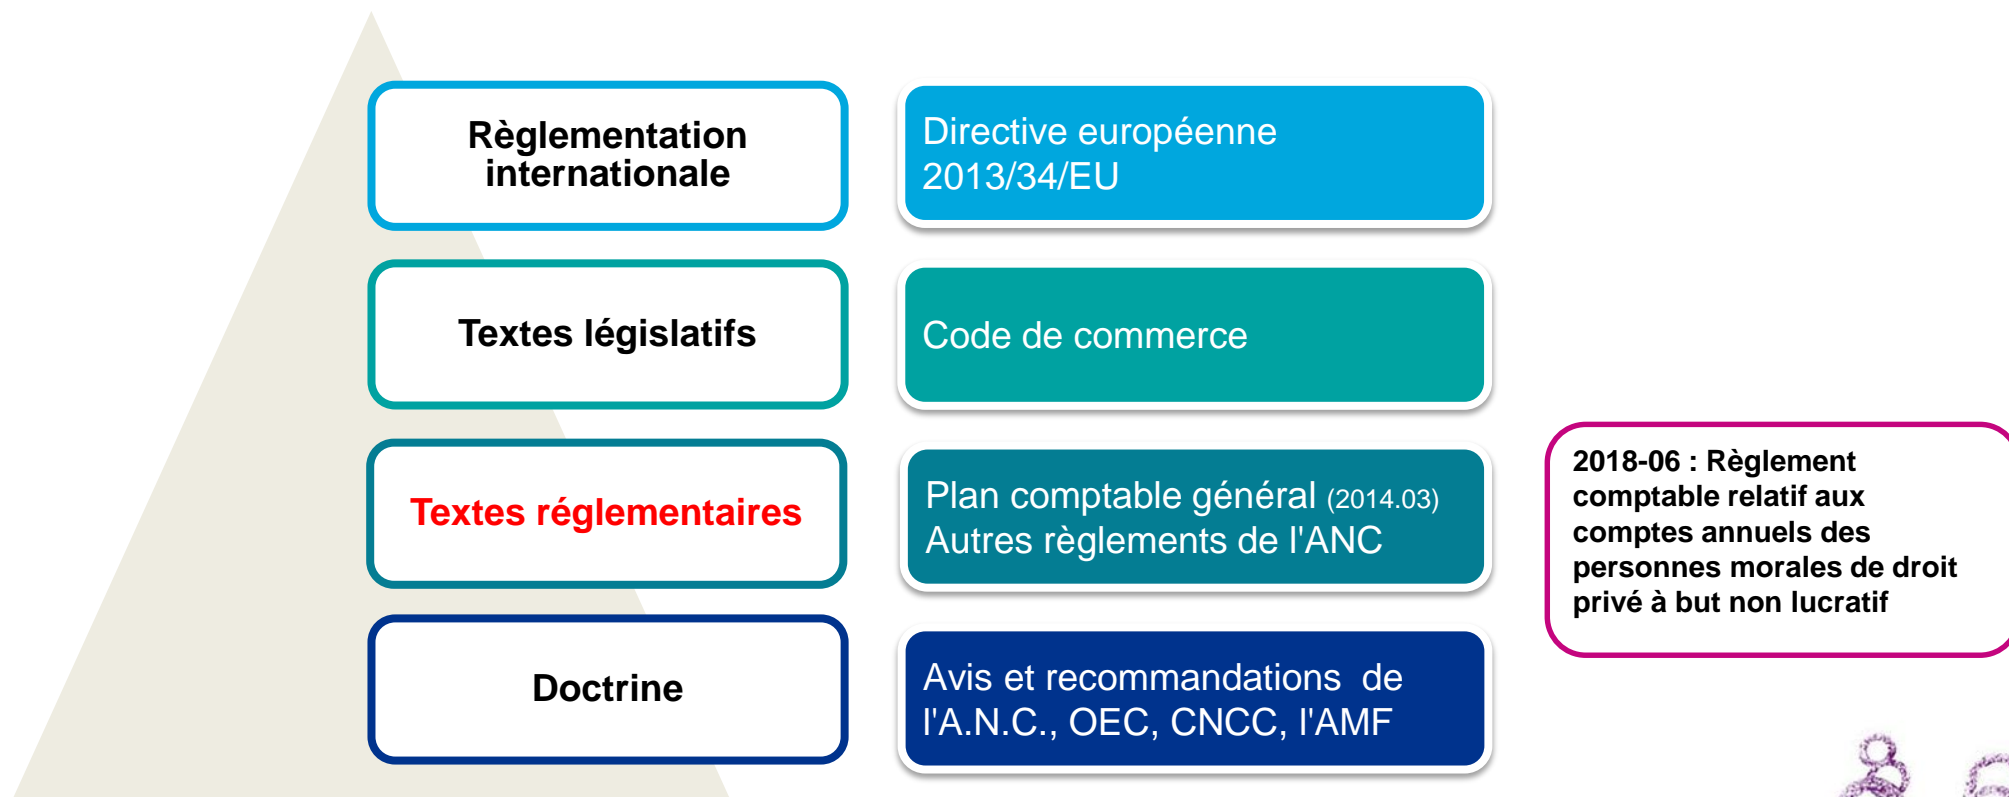 Règlementation
internationale
Directive européenne
2013/34/EU
Textes législatifs
Code de commerce
Textes réglementaires
Plan comptable général (2014.03)
Autres règlements de l'ANC
2018-06 : Règlement
comptable relatif aux
comptes annuels des
personnes morales de droit
privé à but non lucratif
Doctrine
Avis et recommandations de
l'A.N.C., OEC, CNCC, l'AMF